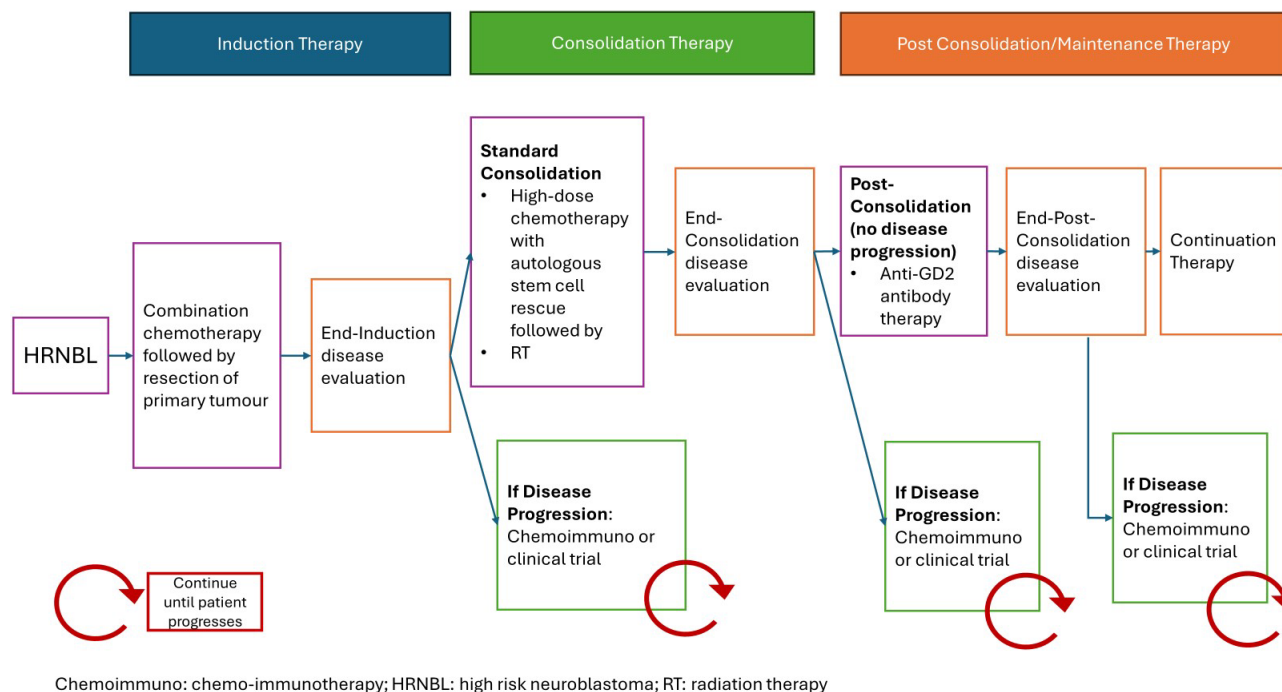 Induction Therapy
Consolidation Therapy
Post Consolidation/Maintenance Therapy
HRNBL
Combination
chemotherapy
followed by
resection of
primary tumour
End-Induction
disease
evaluation
Standard
Consolidation
• High-dose
chemotherapy
with
autologous
stem cell
rescue
followed by
• RT
End-
Consolidation
disease
evaluation
Post-
Consolidation
(no disease
progression)
• Anti-GD2
antibody
therapy
End-Post-
Consolidation
disease
evaluation
Continuation
Therapy
If Disease
Progression:
Chemoimmuno or
clinical trial
If Disease
Progression:
Chemoimmuno
or clinical trial
If Disease
Progression:
Chemoimmuno
or clinical trial
Continue
until patient
progresses
Chemoimmuno: chemo-immunotherapy; HRNBL: high risk neuroblastoma; RT: radiation therapy